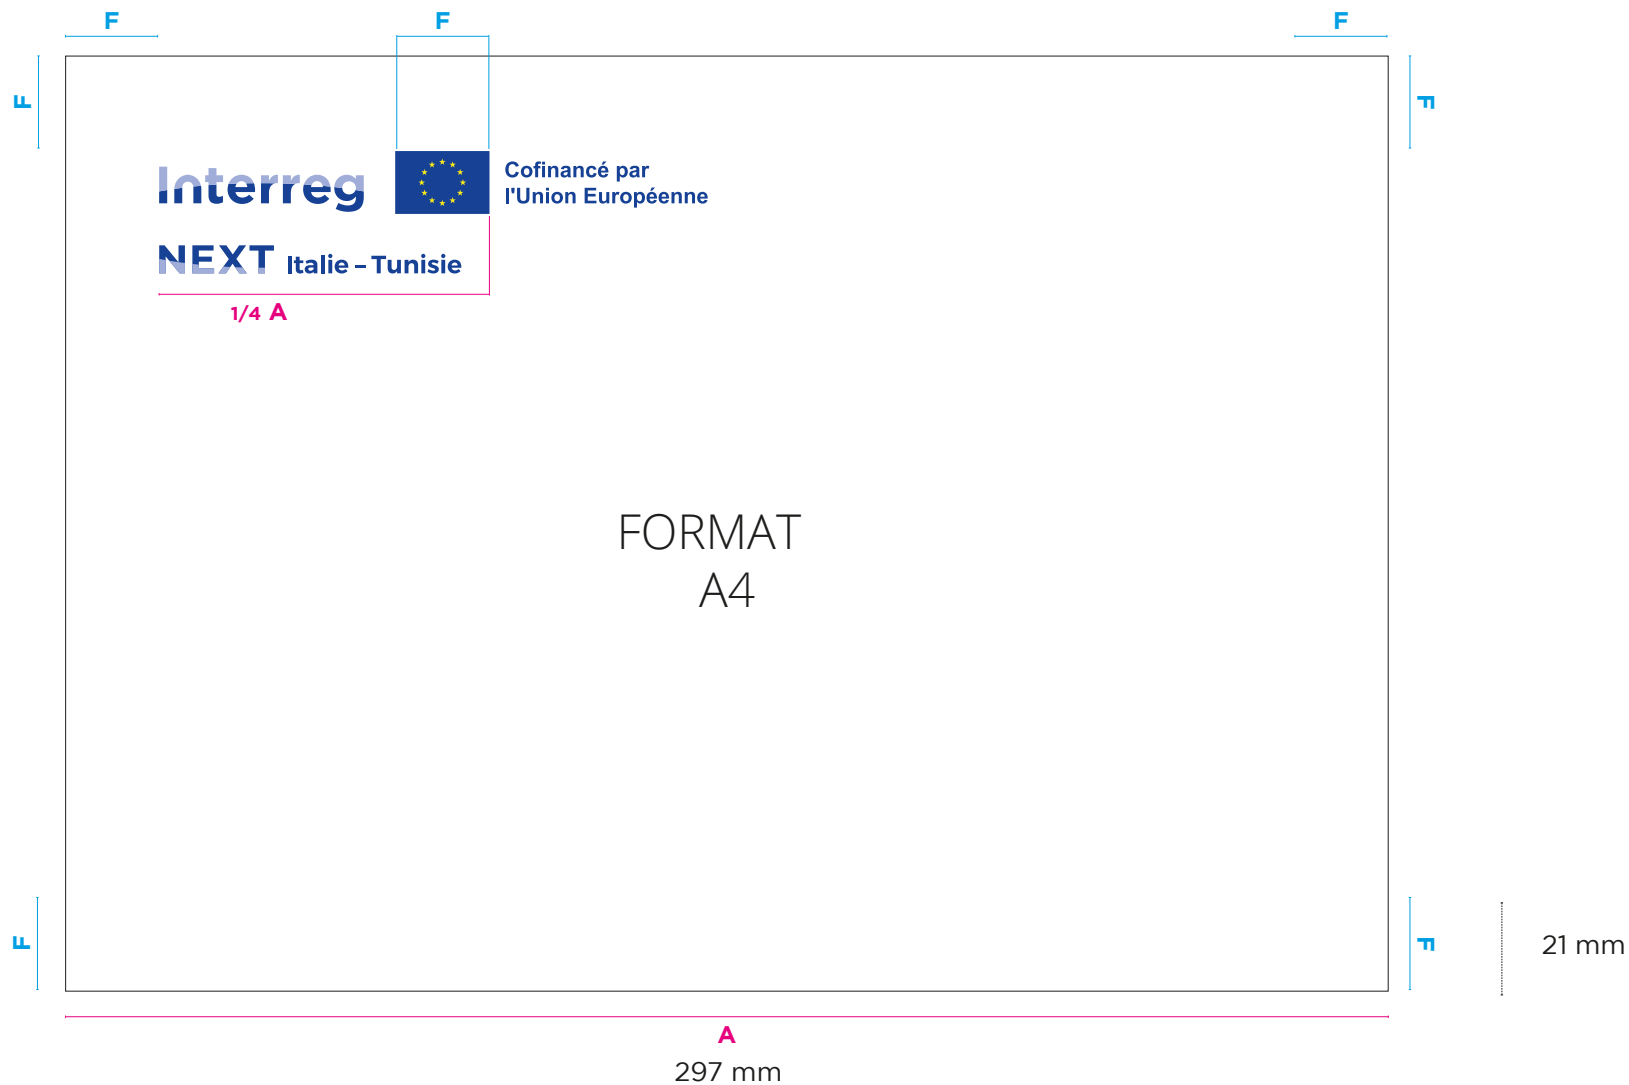 F F F
F F
Interreg Cofinancé par
l'Union Européenne
NEXT Italie – Tunisie
1/4 A
FORMAT
A4
F F 21 mm
A
297 mm